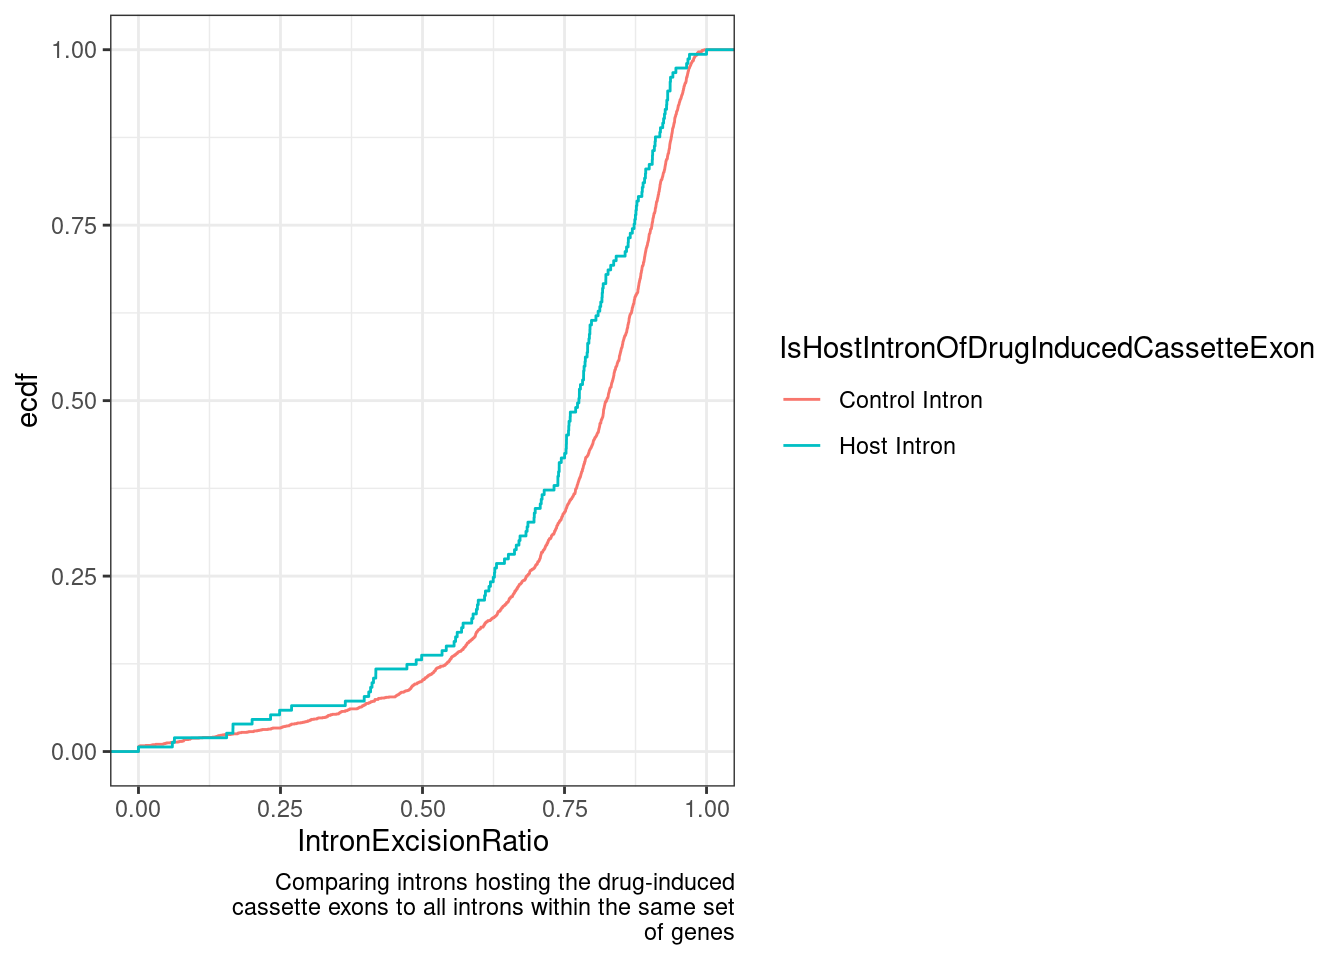 1.00
0.75
0.50
0.25
0.00
ecdf
0.00 0.25 0.50 0.75 1.00
IntronExcisionRatio
IsHostIntronOfDrugInducedCassetteExon
Control Intron
Host Intron
Comparing introns hosting the drug-induced
cassette exons to all introns within the same set
of genes